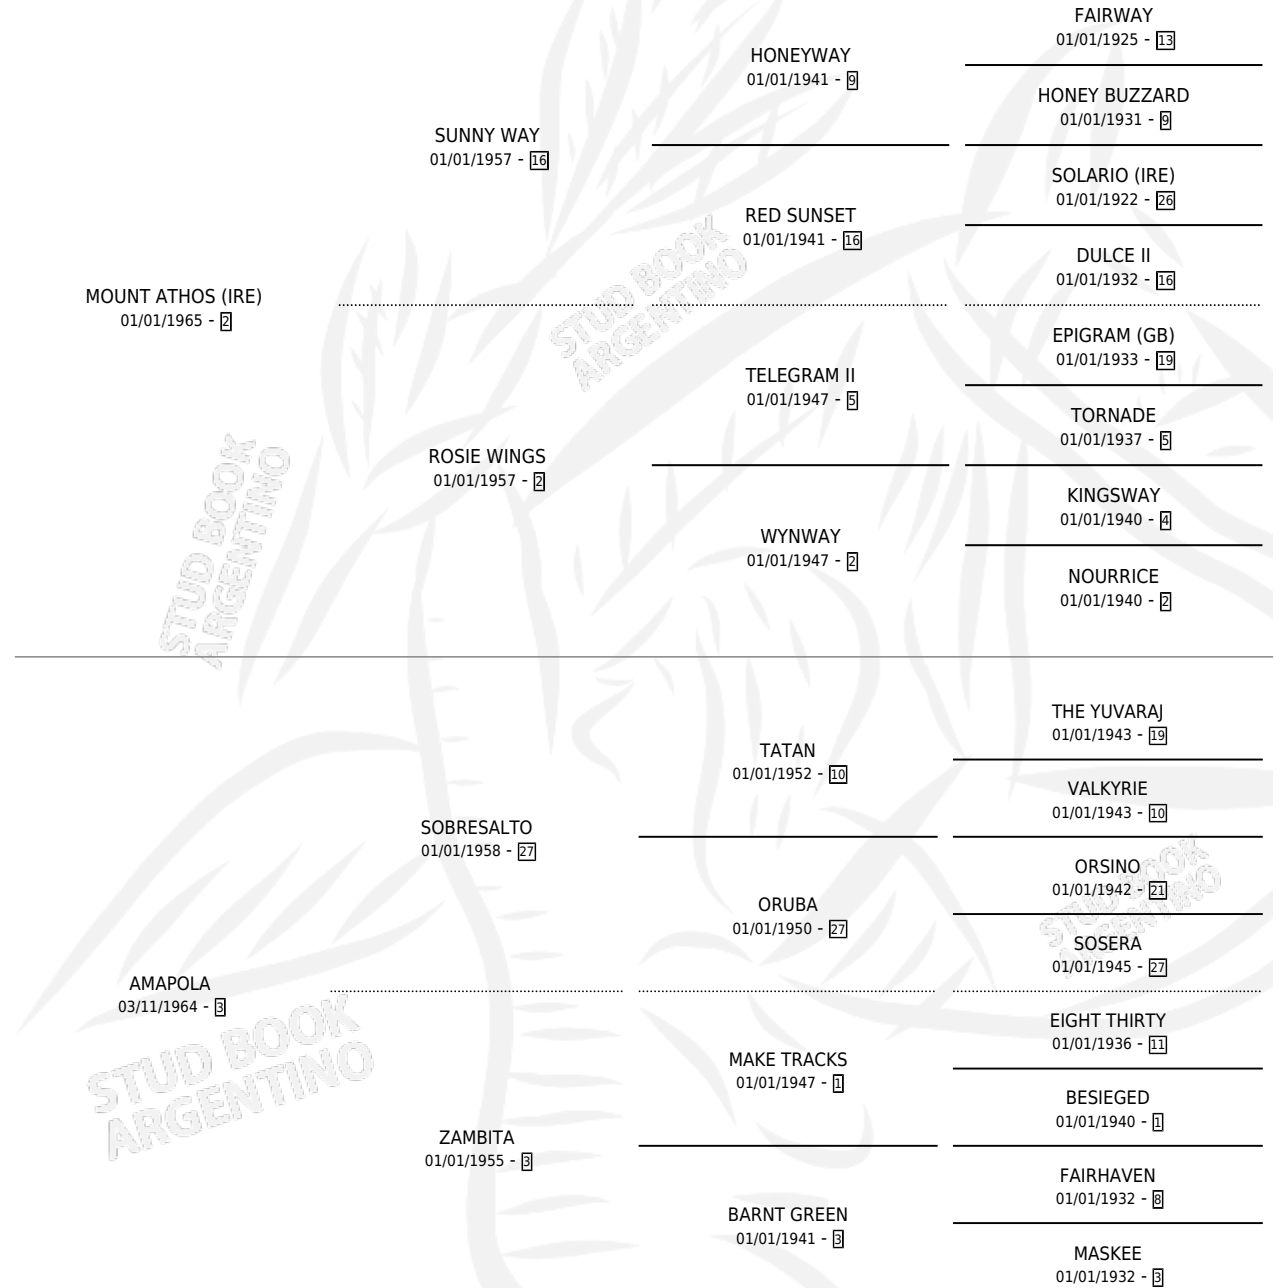 FAIRWAY
01/01/1925 - 13
HONEYWAY
01/01/1941 - 9
HONEY BUZZARD
01/01/1931 - 9
SUNNY WAY
01/01/1957 - 16
SOLARIO (IRE)
01/01/1922 - 26
RED SUNSET
01/01/1941 - 16
DULCE II
01/01/1932 - 16
MOUNT ATHOS (IRE)
01/01/1965 - 2
STUD BOOK
ARGENTINO
EPIGRAM (GB)
01/01/1933 - 19
TELEGRAM II
01/01/1947 - 5
TORNADE
01/01/1937 - 5
ROSIE WINGS
01/01/1957 - 2
KINGSWAY
01/01/1940 - 4
WYNWAY
01/01/1947 - 2
NOURRICE
01/01/1940 - 2
STUD BOOK
ARGENTINO
THE YUVARAJ
01/01/1943 - 19
TATAN
01/01/1952 - 10
VALKYRIE
01/01/1943 - 10
SOBRESALTO
01/01/1958 - 27
ORSINO
01/01/1942 - 21
STUD BOOK
ARGENTINO
ORUBA
01/01/1950 - 27
SOSERA
01/01/1945 - 27
AMAPOLA
03/11/1964 - 3
EIGHT THIRTY
01/01/1936 - 11
MAKE TRACKS
01/01/1947 - 1
STUD BOOK
ARGENTINO
BESIEGED
01/01/1940 - 1
ZAMBITA
01/01/1955 - 3
FAIRHAVEN
01/01/1932 - 8
BARNT GREEN
01/01/1941 - 3
MASKEE
01/01/1932 - 3